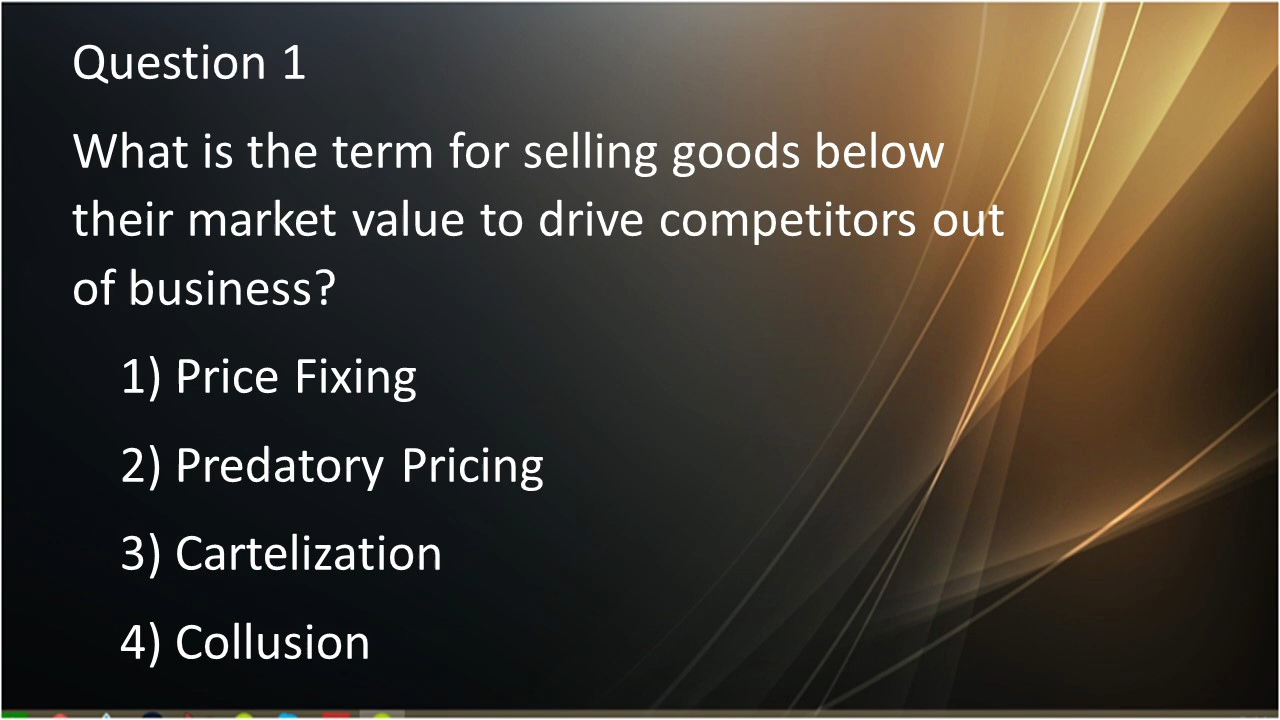 Question 1
What is the term for selling goods below
their market value to drive competitors out
of business?
1) Price Fixing
2) Predatory Pricing
3) Cartelization
4) Collusion